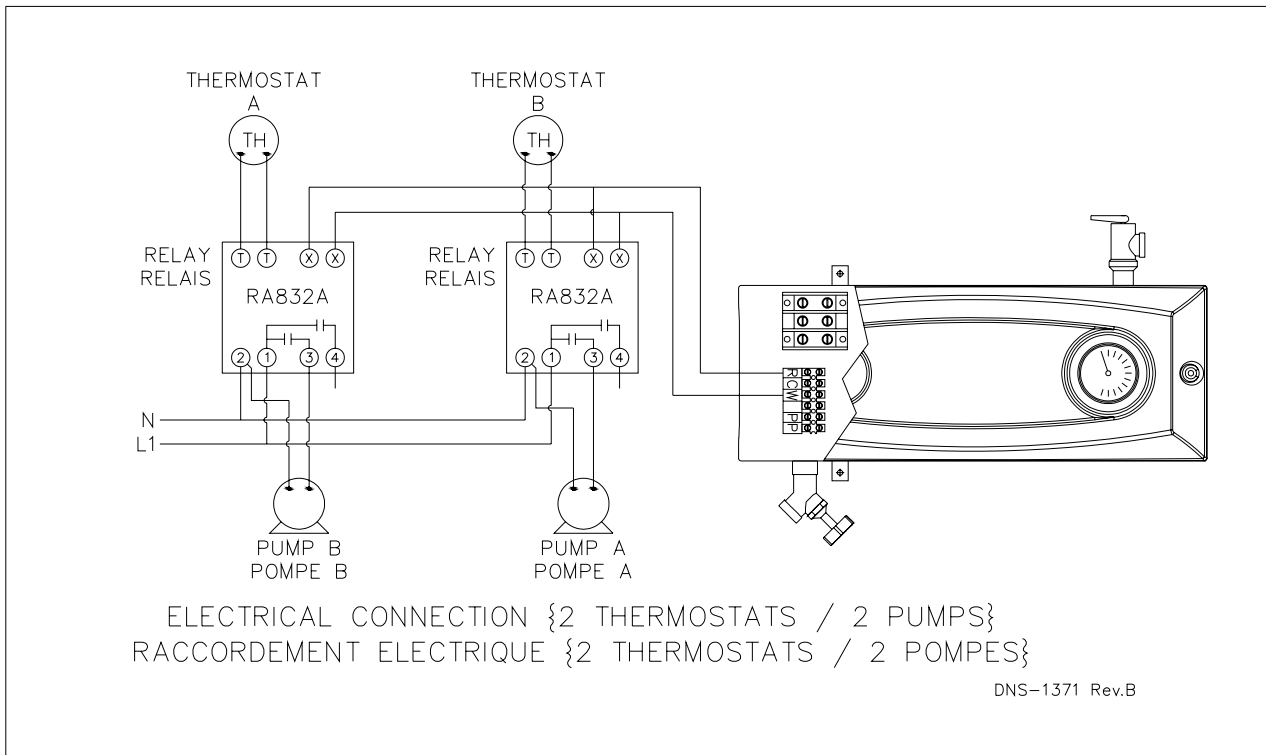 THERMOSTAT
A
THERMOSTAT
B
TH
TH
RELAY
RELAIS
T T X X
RA832A
2 1 3 4
RELAY
RELAIS
T T X X
RA832A
2 1 3 4
R
C
W
P
P
N
L1
PUMP B
POMPE B
PUMP A
POMPE A
ELECTRICAL CONNECTION {2 THERMOSTATS / 2 PUMPS}
RACCORDEMENT ELECTRIQUE {2 THERMOSTATS / 2 POMPES}
DNS-1371 Rev.B